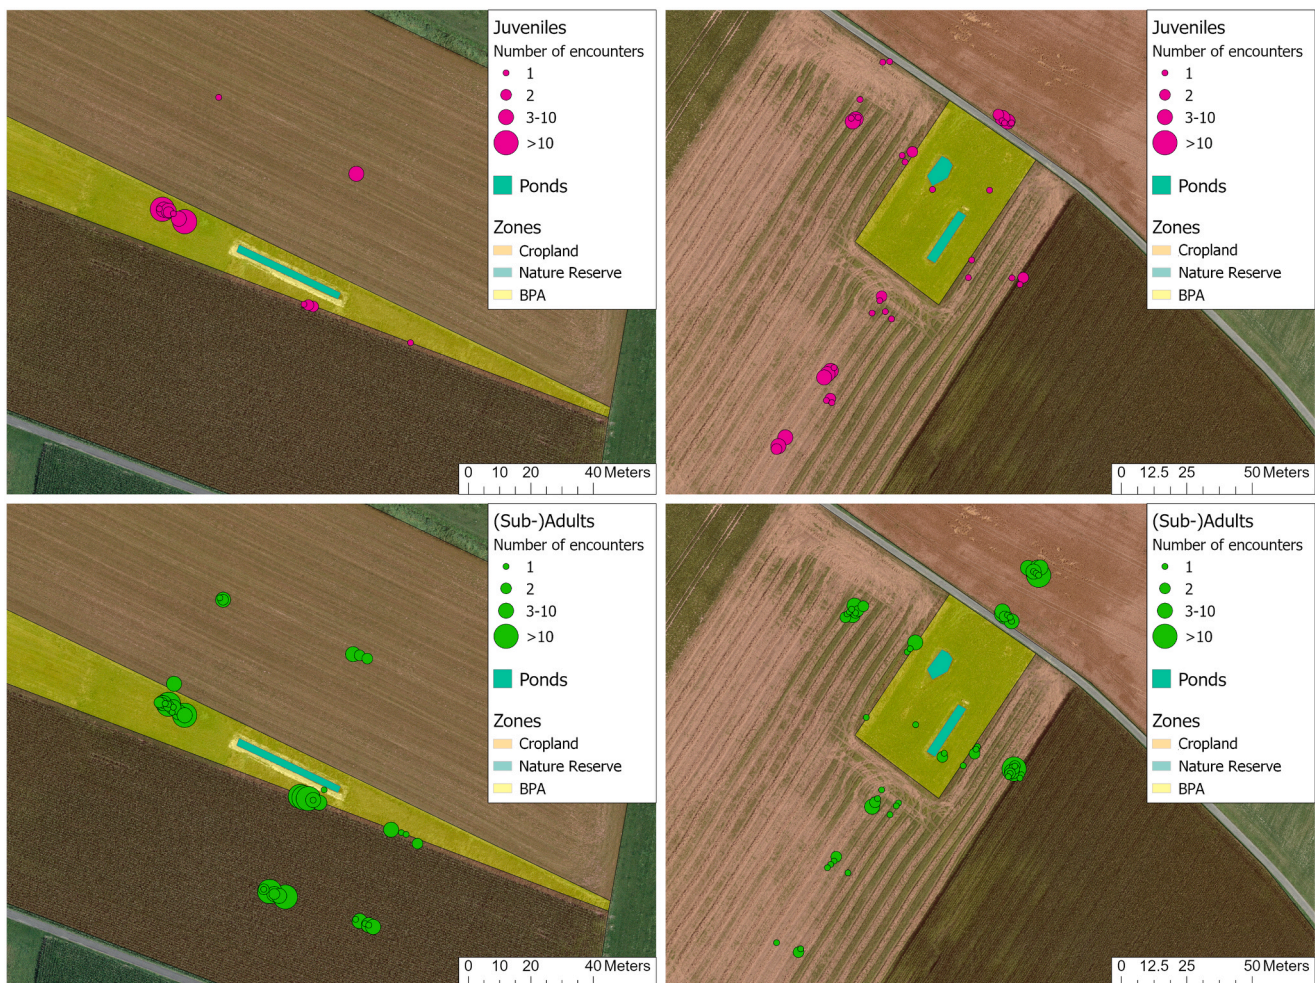 Juveniles
Number of encounters
1
2
3-10
>10
Ponds
Zones
Cropland
Nature Reserve
BPA
0 10 20 40 Meters
Juveniles
Number of encounters
1
2
3-10
>10
Ponds
Zones
Cropland
Nature Reserve
BPA
0 12.5 25 50 Meters
(Sub-)Adults
Number of encounters
1
2
3-10
>10
Ponds
Zones
Cropland
Nature Reserve
BPA
0 10 20 40 Meters
(Sub-)Adults
Number of encounters
1
2
3-10
>10
Ponds
Zones
Cropland
Nature Reserve
BPA
0 12.5 25 50 Meters